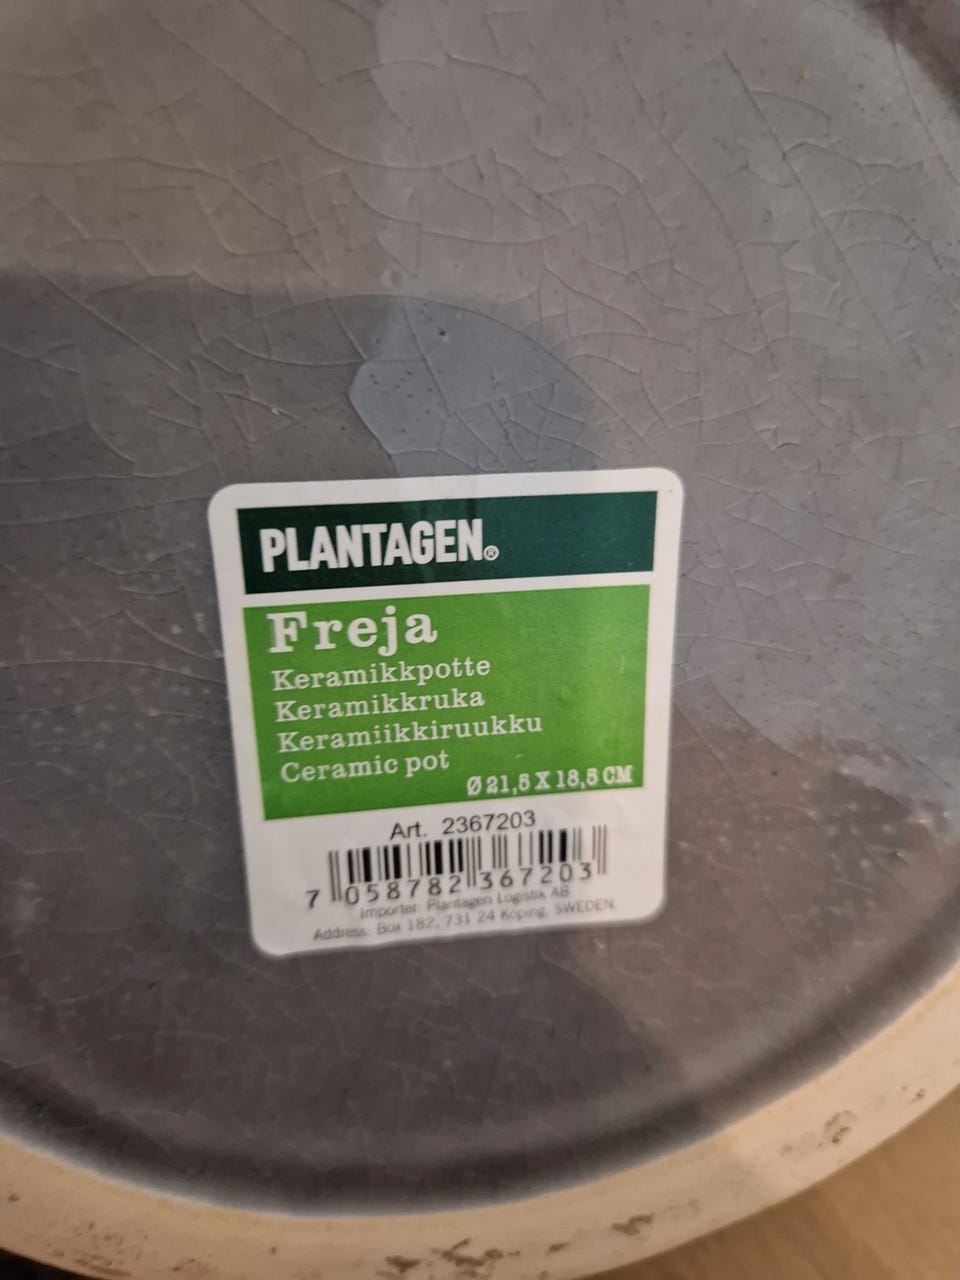 PLANTAGEN®
Freja
Keramikkpotte
Keramikkruka
Keramiikkiruukku
Ceramic pot
Ø 21,5 X 18,5 CM
Art. 2367203
7 058782 367203
Importer: Plantagen Logistik AB
Address: Box 182, 731 24 Köping, SWEDEN